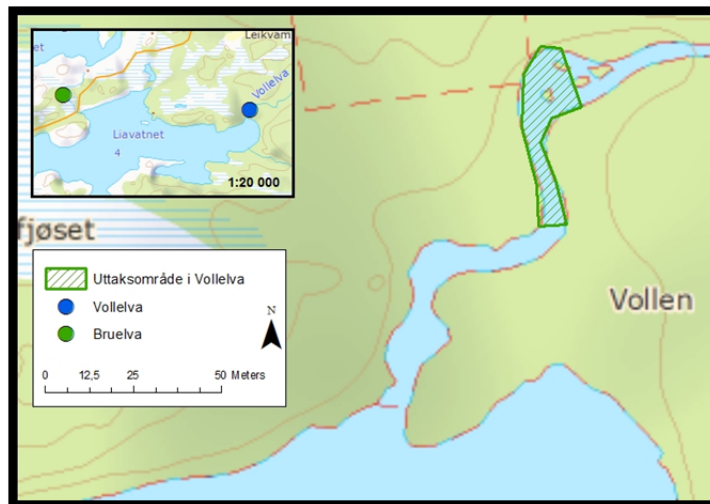 Leikvam
et
Vollelva
Liavatnet
4
1:20 000
fjøset
Uttaksområde i Vollelva
Vollelva
Bruelva
N
0 12,5 25 50 Meters
Vollen